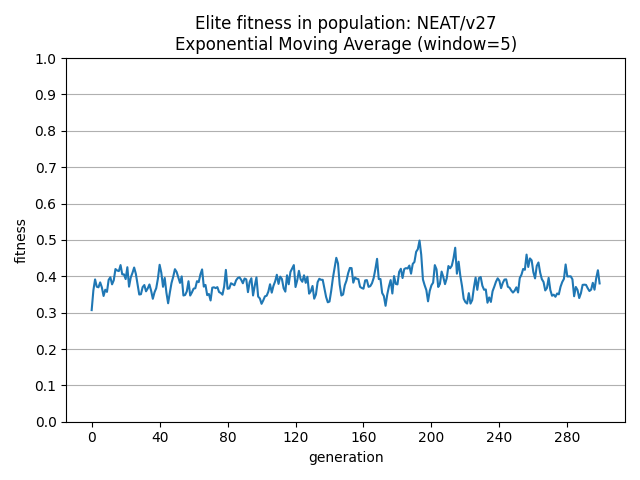 Elite fitness in population: NEAT/v27
Exponential Moving Average (window=5)
1.0
0.9
0.8
0.7
0.6
0.5
0.4
0.3
0.2
0.1
0.0
fitness
0 40 80 120 160 200 240 280
generation